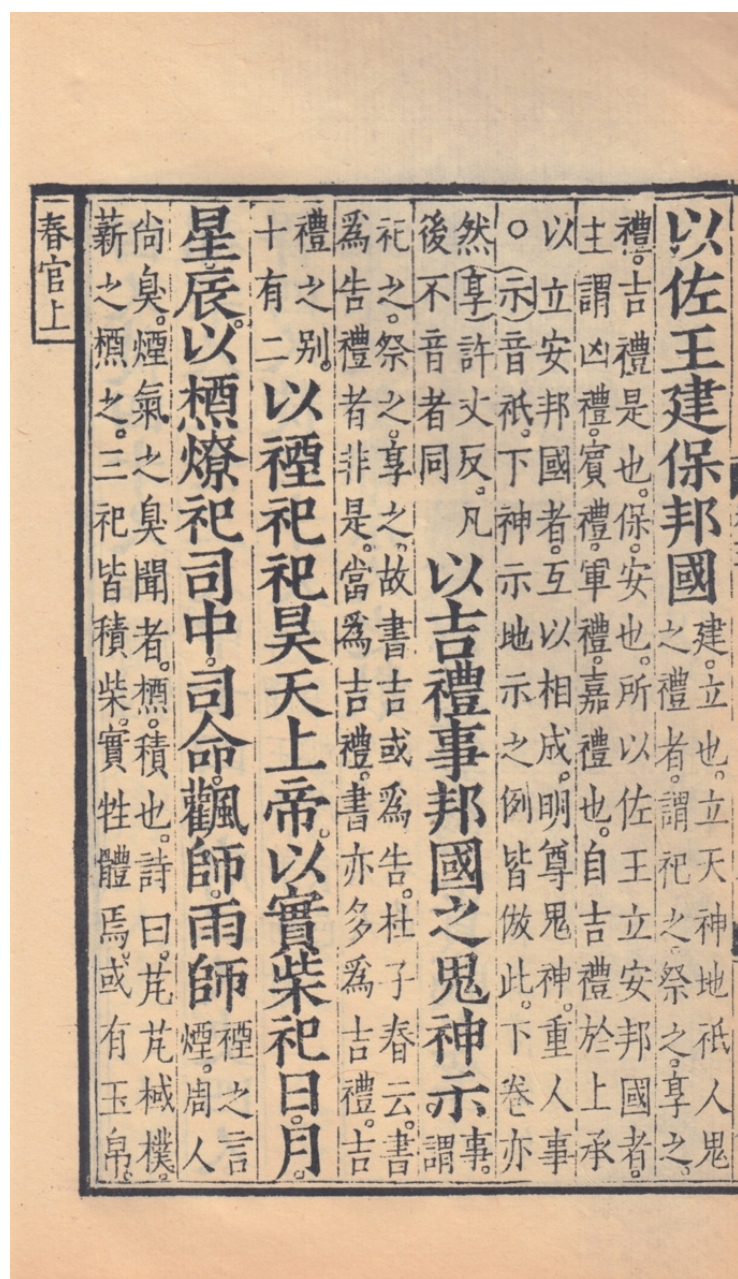 以佐王建保邦國
建。立也。立天神地祇人鬼
之禮者。謂祀之。祭之。享之。
禮。吉禮是也。保。安也。所以佐王立安邦國者。
主謂凶禮。賓禮。軍禮。嘉禮也。自吉禮於上承
以立安邦國者。互以相成。明尊鬼神。重人事
○(示)音祇。下神示地示之例皆倣此。下卷亦
然(享)許丈反。凡
後不音者同
以吉禮事邦國之鬼神示。
事。
謂
祀之。祭之。享之。故書吉或爲告。杜子春云。書
爲告禮者非是。當爲吉禮。書亦多爲吉禮。吉
禮之别。
十有二
以禋祀祀昊天上帝。以實柴祀日。月。
星。辰。以槱燎祀司中。司命。飌師。雨師
禋之言
煙。周人
尚臭。煙氣之臭聞者。槱。積也。詩曰。芃芃棫樸。
薪之槱之。三祀皆積柴。實牲體焉。或有玉帛。
春官上